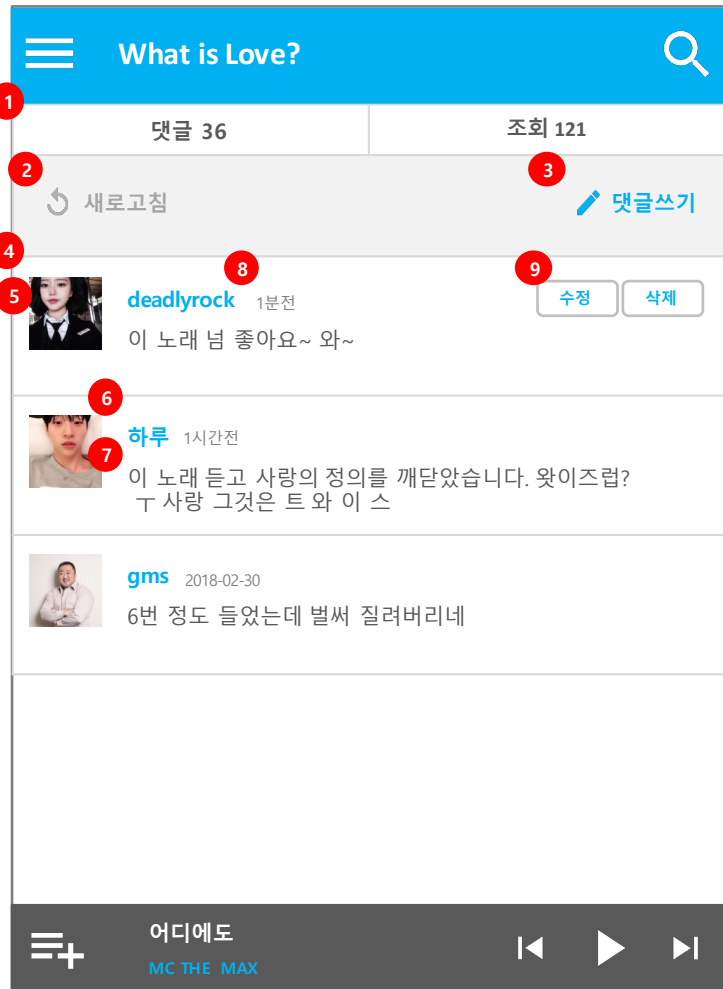 What is Love?
1
댓글 36
조회 121
2
3
새로고침
댓글쓰기
4
8
9
5
deadlyrock 1분전
수정
삭제
이 노래 넘 좋아요~ 와~
6
하루 1시간전
7
이 노래 듣고 사랑의 정의를 깨닫았습니다. 왓이즈럽?
ㅜ 사랑 그것은 트 와 이 스
gms 2018-02-30
6번 정도 들었는데 벌써 질려버리네
어디에도
MC THE MAX